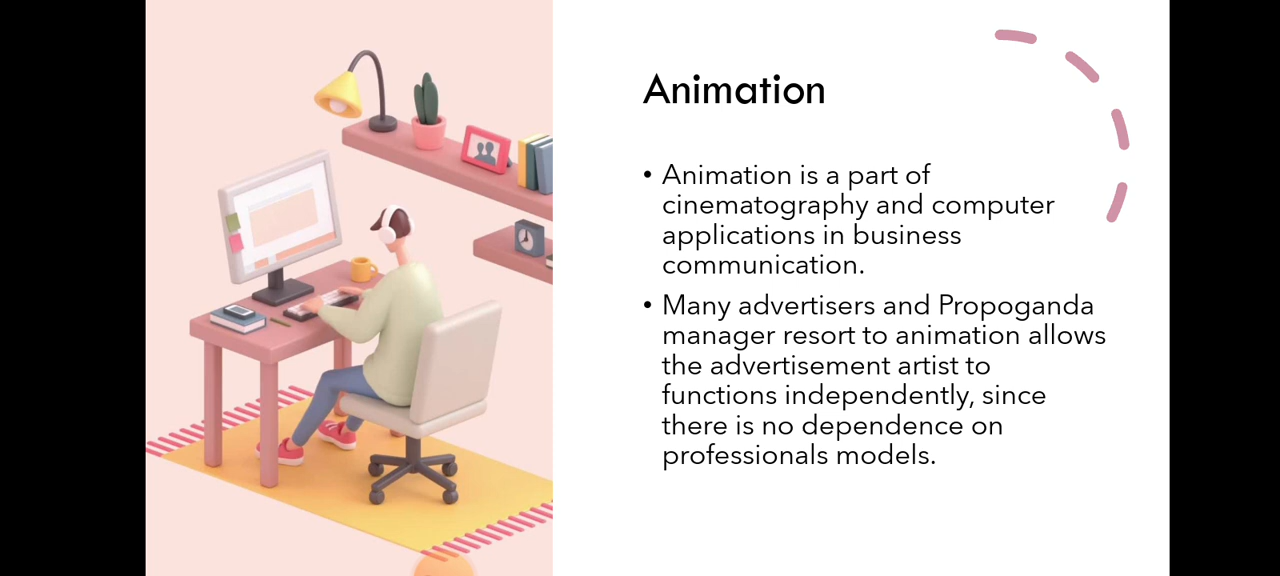 Animation
• Animation is a part of
cinematography and computer
applications in business
communication.
• Many advertisers and Propoganda
manager resort to animation allows
the advertisement artist to
functions independently, since
there is no dependence on
professionals models.